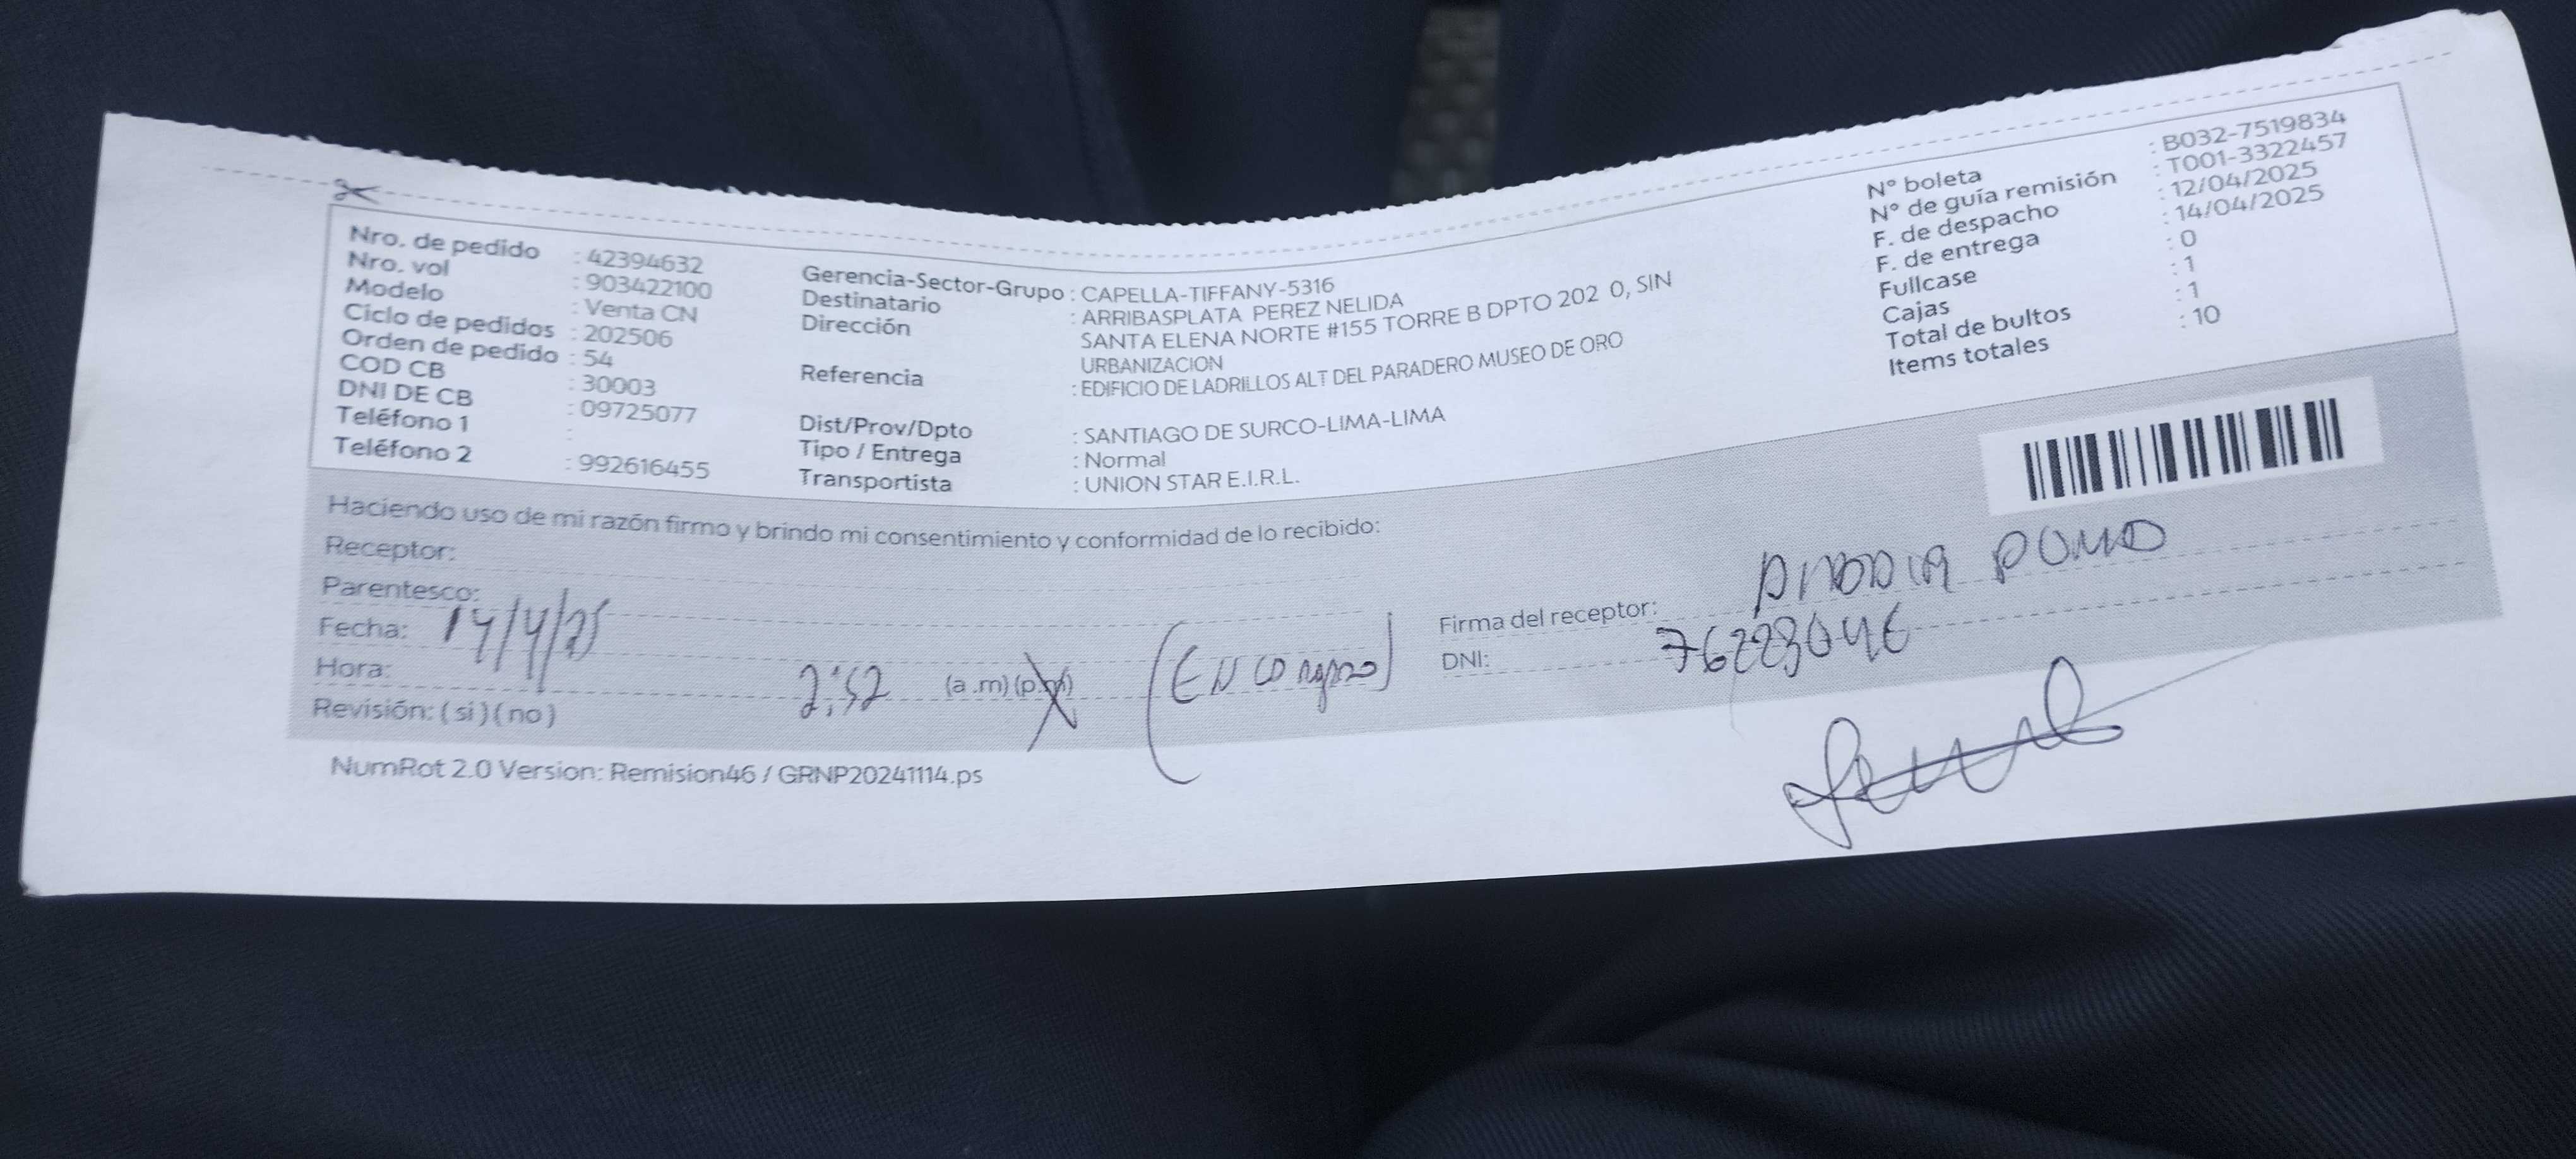 Nro. de pedido : 42394632
Nro. vol : 903422100
Modelo : Venta CN
Ciclo de pedidos : 202506
Orden de pedido : 54
COD CB : 30003
DNI DE CB : 09725077
Teléfono 1 :
Teléfono 2 : 992616455
Gerencia-Sector-Grupo : CAPELLA-TIFFANY-5316
Destinatario : ARRIBASPLATA PEREZ NELIDA
Dirección SANTA ELENA NORTE #155 TORRE B DPTO 202 0, SIN
URBANIZACION
Referencia : EDIFICIO DE LADRILLOS ALT DEL PARADERO MUSEO DE ORO
Dist/Prov/Dpto : SANTIAGO DE SURCO-LIMA-LIMA
Tipo / Entrega : Normal
Transportista : UNION STAR E.I.R.L.
N° boleta : B032-7519834
N° de guía remisión : T001-3322457
F. de despacho : 12/04/2025
F. de entrega : 14/04/2025
Fullcase : 0
Cajas : 1
Total de bultos : 1
Items totales : 10
Haciendo uso de mi razón firmo y brindo mi consentimiento y conformidad de lo recibido:
Receptor:
Parentesco:
Fecha: 14/4/25
Hora: 2:52 (a .m) (p.m)
Revisión: ( si ) ( no )
Firma del receptor:
DNI:
NumRot 2.0 Version: Remision46 / GRNP20241114.ps